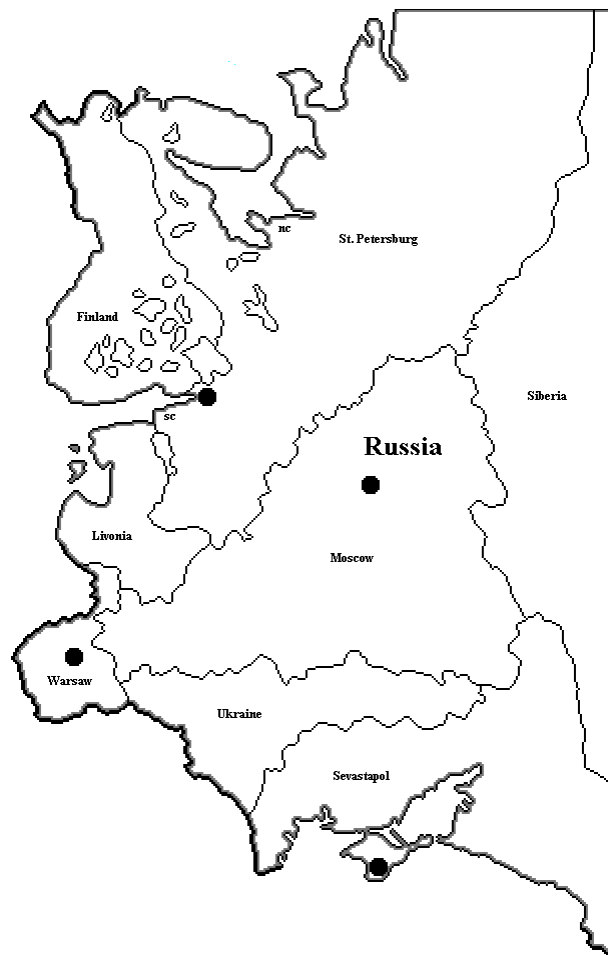 nc
St. Petersburg
Finland
Siberia
sc
Russia
Livonia
Moscow
Warsaw
Ukraine
Sevastapol